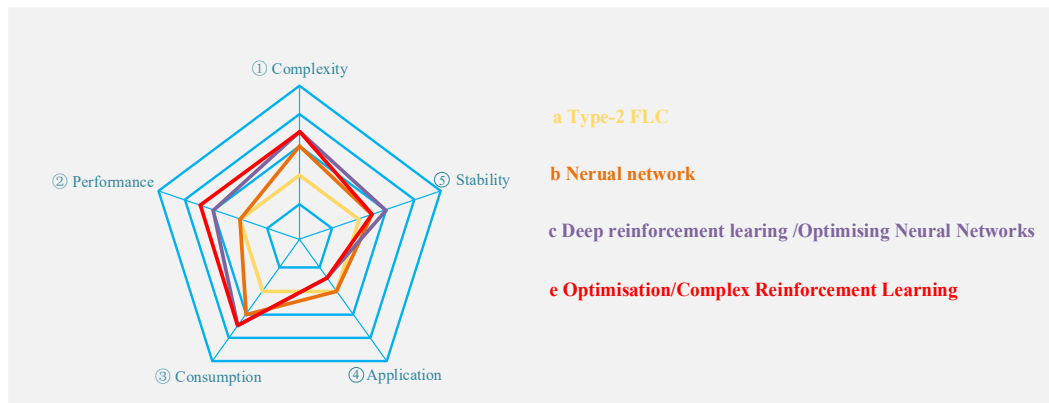 ① Complexity
② Performance
⑤ Stability
③ Consumption
④ Application
a Type-2 FLC
b Nerual network
c Deep reinforcement learing /Optimising Neural Networks
e Optimisation/Complex Reinforcement Learning